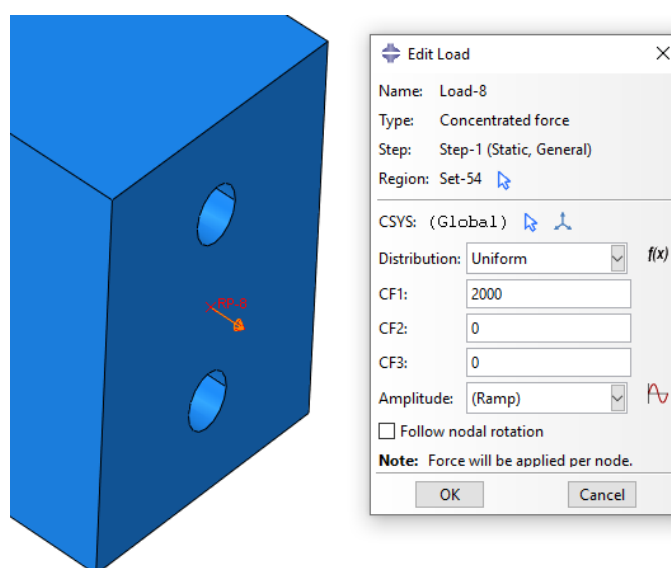 RP-8
Edit Load
Name: Load-8
Type: Concentrated force
Step: Step-1 (Static, General)
Region: Set-54
CSYS: (Global)
Distribution: Uniform f(x)
CF1: 2000
CF2: 0
CF3: 0
Amplitude: (Ramp)
Follow nodal rotation
Note: Force will be applied per node.
OK Cancel